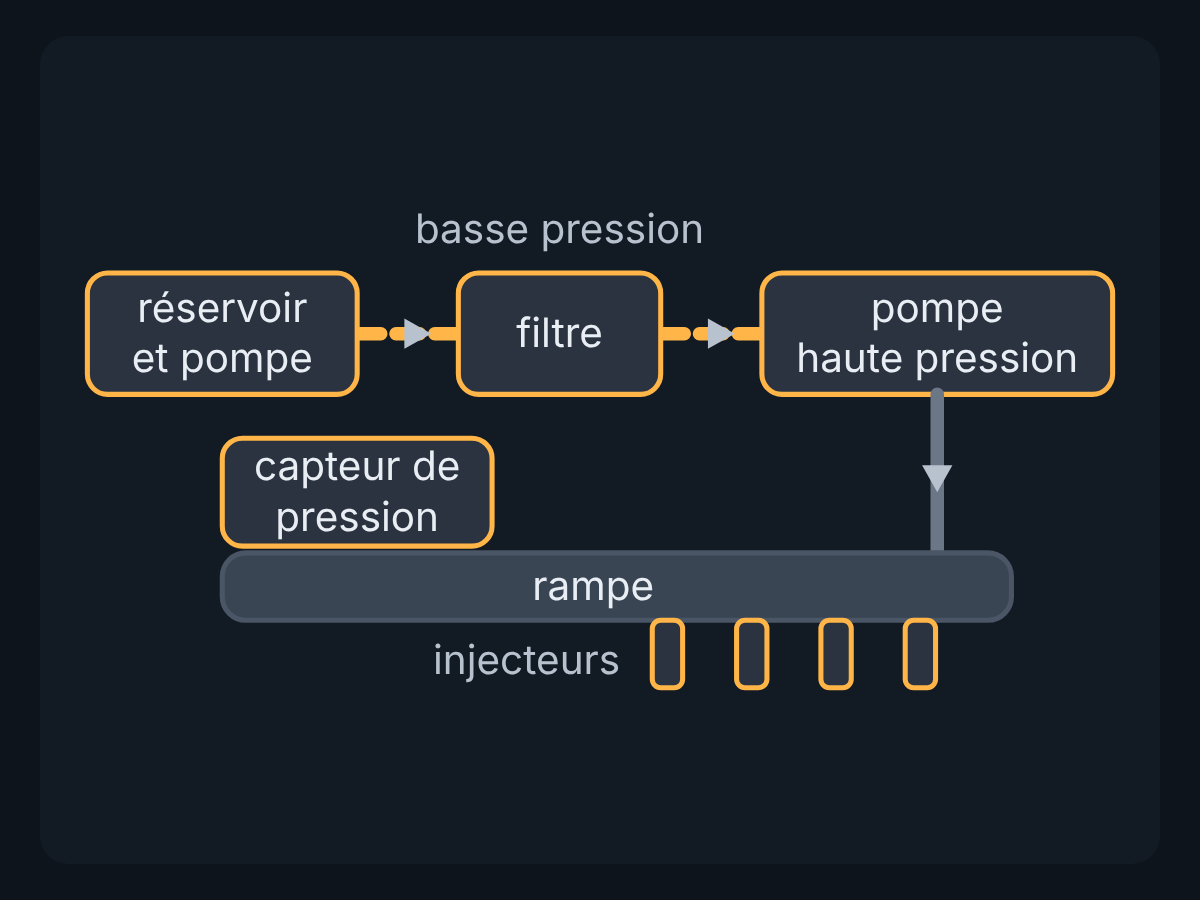 basse pression
réservoir
et pompe
filtre
pompe
haute pression
capteur de
pression
rampe
injecteurs